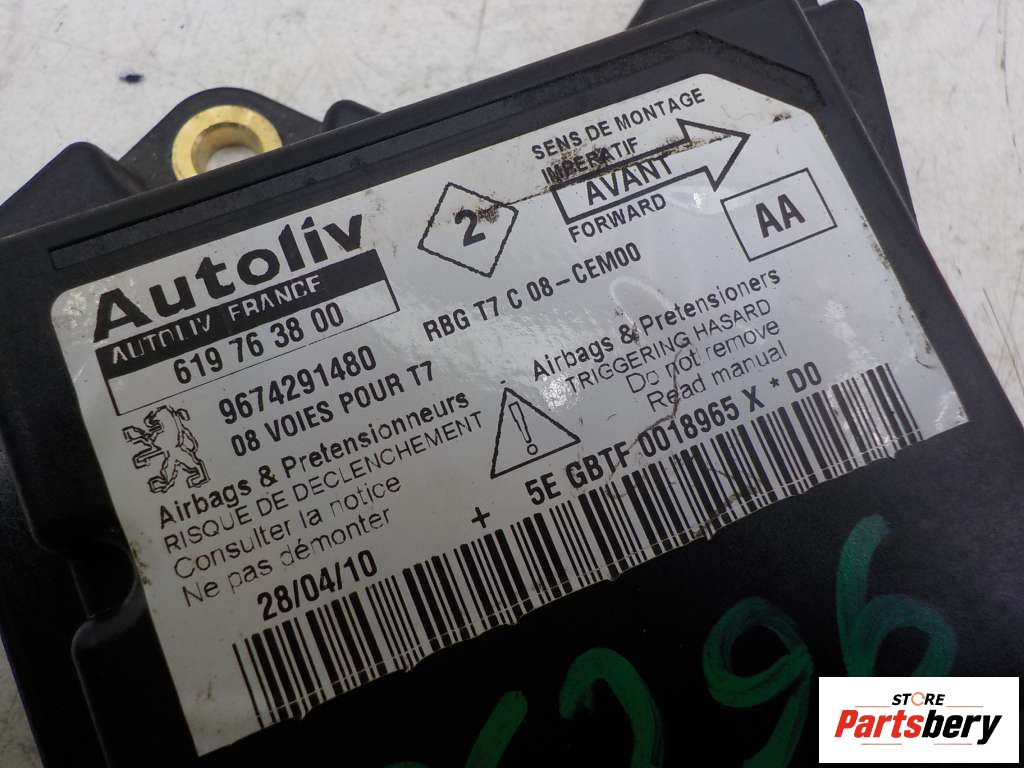 Autoliv
AUTOLIV FRANCE
619 76 38 00
9674291480
08 VOIES POUR T7
Airbags & Pretensionneurs
RISQUE DE DECLENCHEMENT
Consulter la notice
Ne pas démonter
28/04/10
2
SENS DE MONTAGE
IMPERATIF
AVANT
FORWARD
AA
RBG T7 C 08-CEM00
Airbags & Pretensioners
TRIGGERING HASARD
Do not remove
Read manual
+ 5E GBTF 00189965 X * D0
296
STORE
Partsbery